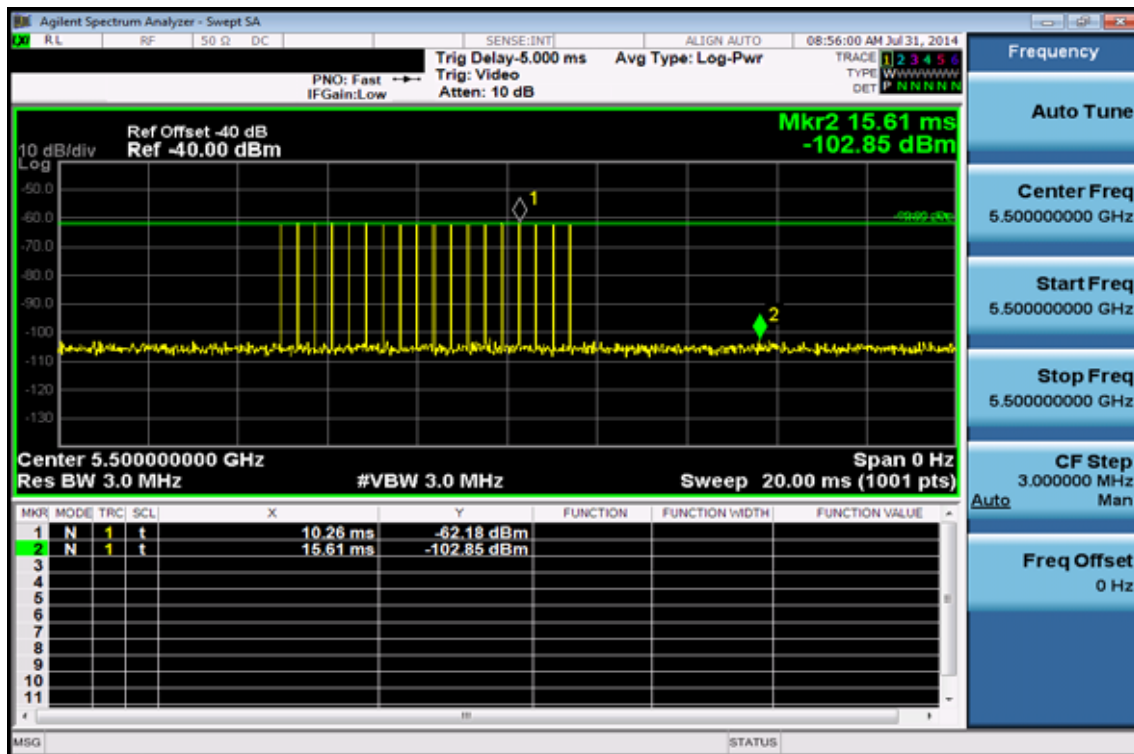 Agilent Spectrum Analyzer - Swept SA
RL RF 50 Ω DC SENSE:INT ALIGN AUTO 08:56:00 AM Jul 31, 2014
Trig Delay-5.000 ms Avg Type: Log-Pwr TRACE 1 2 3 4 5 6
PNO: Fast Trig: Video TYPE W
IFGain:Low Atten: 10 dB DET P N N N N N
Mkr2 15.61 ms
-102.85 dBm
Ref Offset -40 dB
10 dB/div Ref -40.00 dBm
Log
-50.0
-60.0
-70.0
-80.0
-90.0
-100
-110
-120
-130
1
2
Center 5.500000000 GHz Span 0 Hz
Res BW 3.0 MHz #VBW 3.0 MHz Sweep 20.00 ms (1001 pts)
MKR MODE TRC SCL X Y FUNCTION FUNCTION WIDTH FUNCTION VALUE
1 N 1 t 10.26 ms -62.18 dBm
2 N 1 t 15.61 ms -102.85 dBm
3
4
5
6
7
8
9
10
11
MSG STATUS
Frequency
Auto Tune
Center Freq
5.500000000 GHz
Start Freq
5.500000000 GHz
Stop Freq
5.500000000 GHz
CF Step
3.000000 MHz
Auto Man
Freq Offset
0 Hz